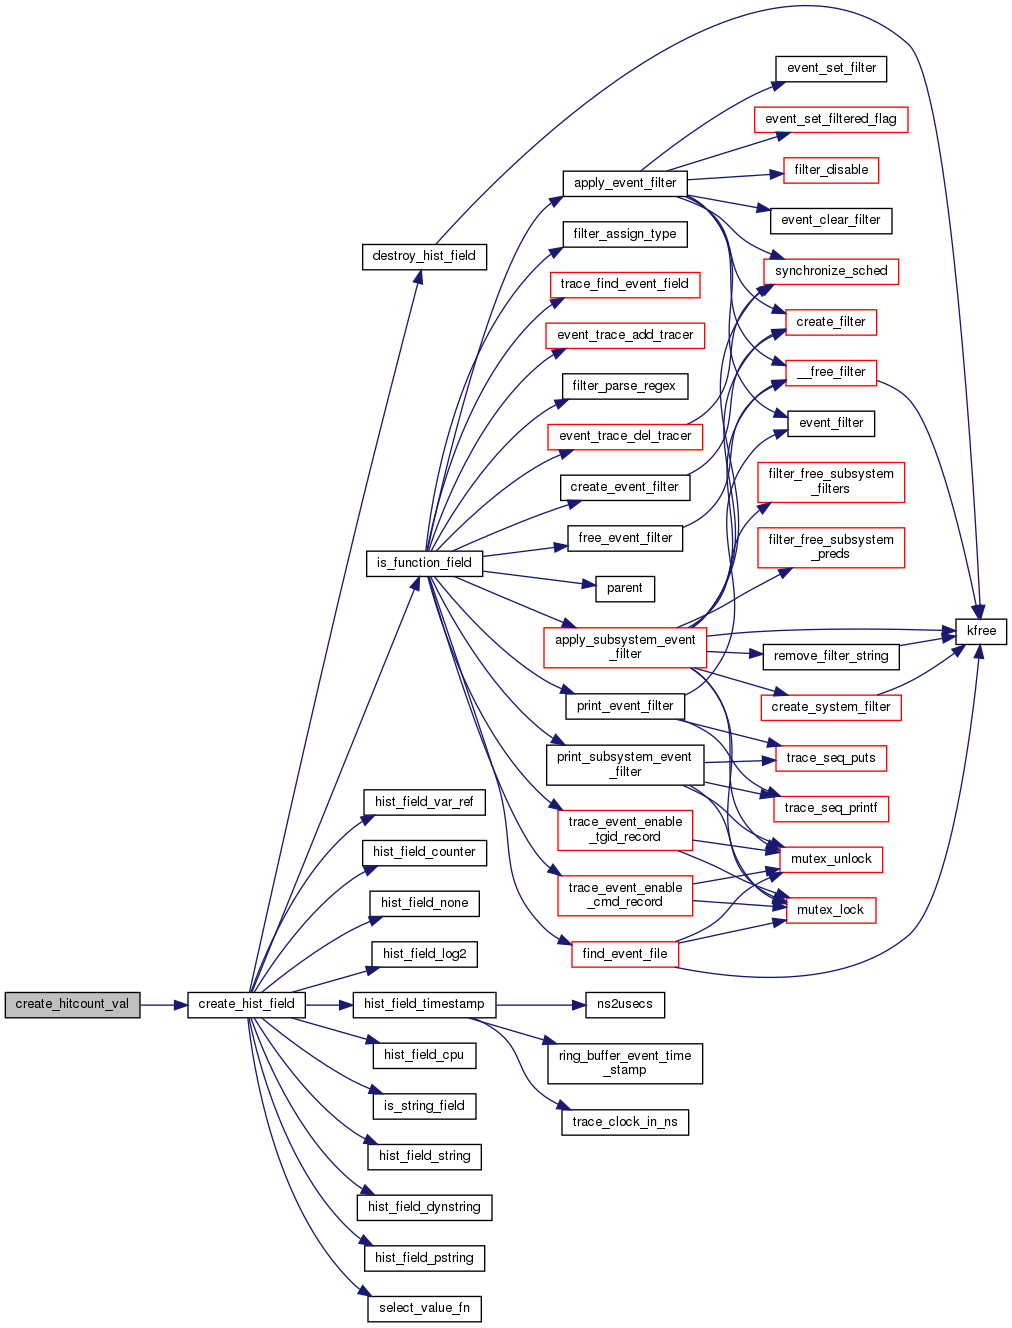 create_hitcount_val
create_hist_field
destroy_hist_field
is_function_field
hist_field_var_ref
hist_field_counter
hist_field_none
hist_field_log2
hist_field_timestamp
hist_field_cpu
is_string_field
hist_field_string
hist_field_dynstring
hist_field_pstring
select_value_fn
apply_event_filter
filter_assign_type
trace_find_event_field
event_trace_add_tracer
filter_parse_regex
event_trace_del_tracer
create_event_filter
free_event_filter
parent
apply_subsystem_event
_filter
print_event_filter
print_subsystem_event
_filter
trace_event_enable
_tgid_record
trace_event_enable
_cmd_record
find_event_file
ns2usecs
ring_buffer_event_time
_stamp
trace_clock_in_ns
event_set_filter
event_set_filtered_flag
filter_disable
event_clear_filter
synchronize_sched
create_filter
__free_filter
event_filter
filter_free_subsystem
_filters
filter_free_subsystem
_preds
remove_filter_string
create_system_filter
trace_seq_puts
trace_seq_printf
mutex_unlock
mutex_lock
kfree